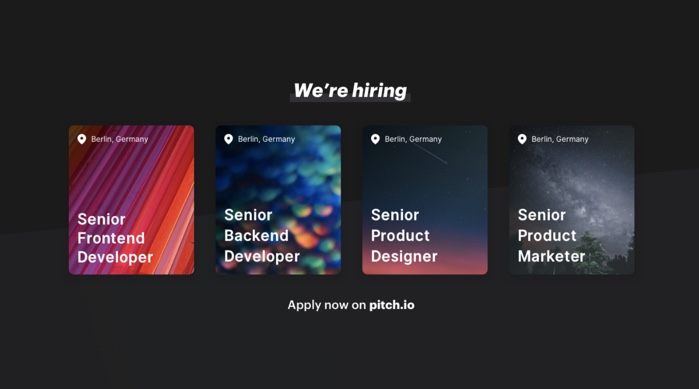 We're hiring
Berlin, Germany
Senior
Frontend
Developer
Berlin, Germany
Senior
Backend
Developer
Berlin, Germany
Senior
Product
Designer
Berlin, Germany
Senior
Product
Marketer
Apply now on pitch.io